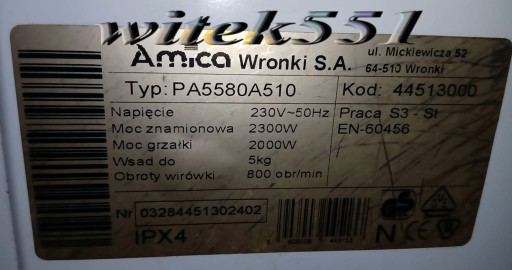 witek551
Amica Wronki S.A.
ul. Mickiewicza 52
64-510 Wronki
Typ: PA5580A510 Kod: 44513000
Napięcie 230V~50Hz Praca S3 - St
Moc znamionowa 2300W EN-60456
Moc grzałki 2000W
Wsad do 5kg
Obroty wirówki 800 obr/min
Nr 03284451302402
IPX4
N CE